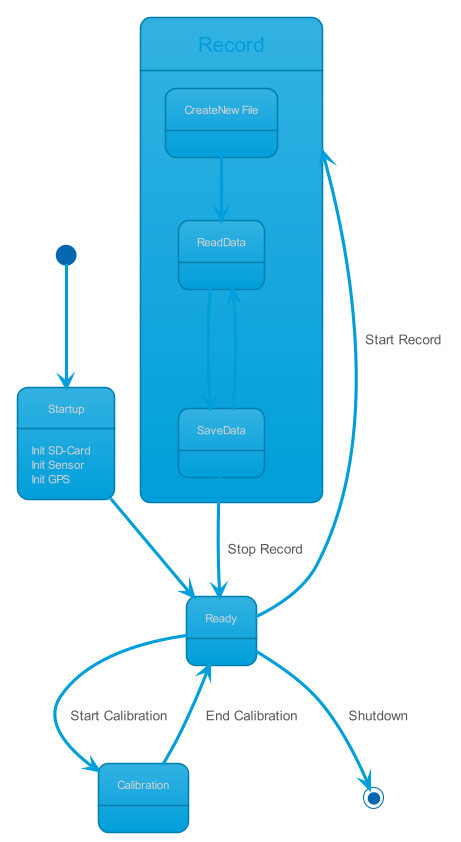 Record
CreateNew File
ReadData
Start Record
Startup
Init SD-Card
Init Sensor
Init GPS
SaveData
Stop Record
Ready
Start Calibration
End Calibration
Shutdown
Calibration